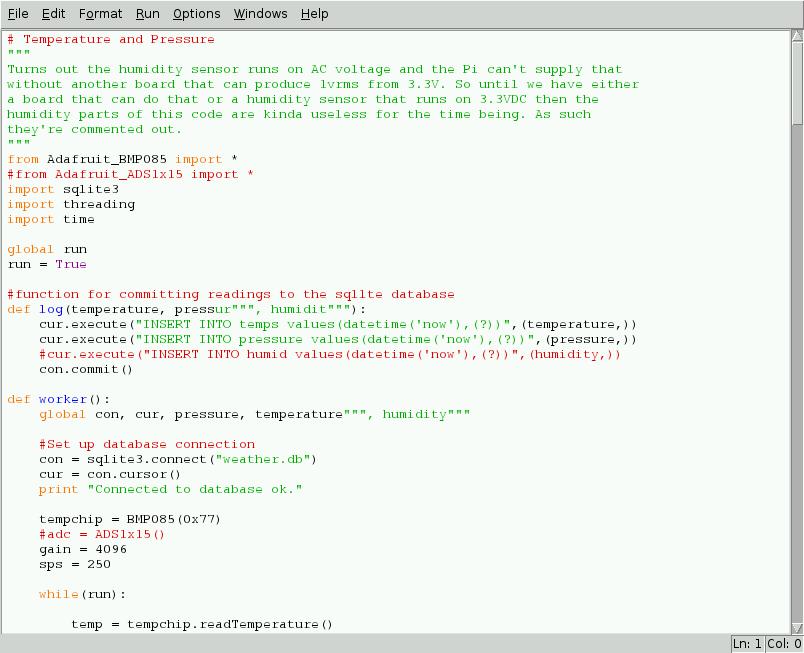 File Edit Format Run Options Windows Help
# Temperature and Pressure
"""
Turns out the humidity sensor runs on AC voltage and the Pi can't supply that
without another board that can produce 1vrms from 3.3V. So until we have either
a board that can do that or a humidity sensor that runs on 3.3VDC then the
humidity parts of this code are kinda useless for the time being. As such
they're commented out.
"""
from Adafruit_BMP085 import *
#from Adafruit_ADS1x15 import *
import sqlite3
import threading
import time
global run
run = True
#function for committing readings to the sqllte database
def log(temperature, pressur""", humidit"""):
    cur.execute("INSERT INTO temps values(datetime('now'),(?))",(temperature,))
    cur.execute("INSERT INTO pressure values(datetime('now'),(?))",(pressure,))
    #cur.execute("INSERT INTO humid values(datetime('now'),(?))",(humidity,))
    con.commit()
def worker():
    global con, cur, pressure, temperature""", humidity"""
    #Set up database connection
    con = sqlite3.connect("weather.db")
    cur = con.cursor()
    print "Connected to database ok."
    tempchip = BMP085(0x77)
    #adc = ADS1x15()
    gain = 4096
    sps = 250
    while(run):
        temp = tempchip.readTemperature()
Ln: 1 Col: 0